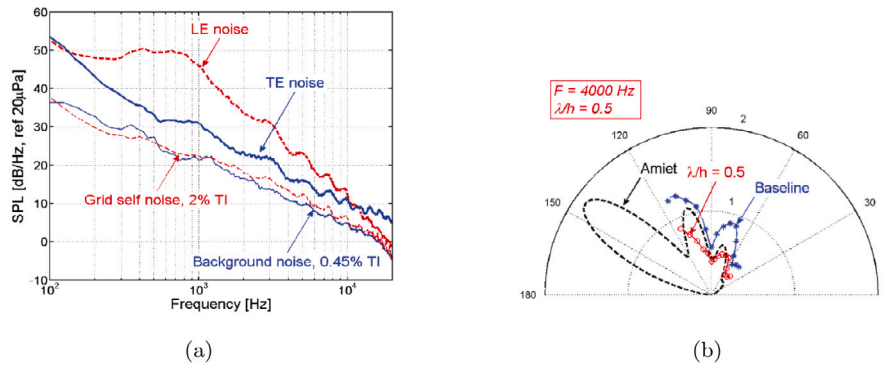 60
50
40
30
20
10
0
-10
SPL [dB/Hz, ref 20μPa]
LE noise
TE noise
Grid self noise, 2% TI
Background noise, 0.45% TI
10²
10³
10⁴
Frequency [Hz]
(a)
F = 4000 Hz
λ/h = 0.5
90
2
120
60
Amiet
λ/h = 0.5
150
1
Baseline
30
180
(b)